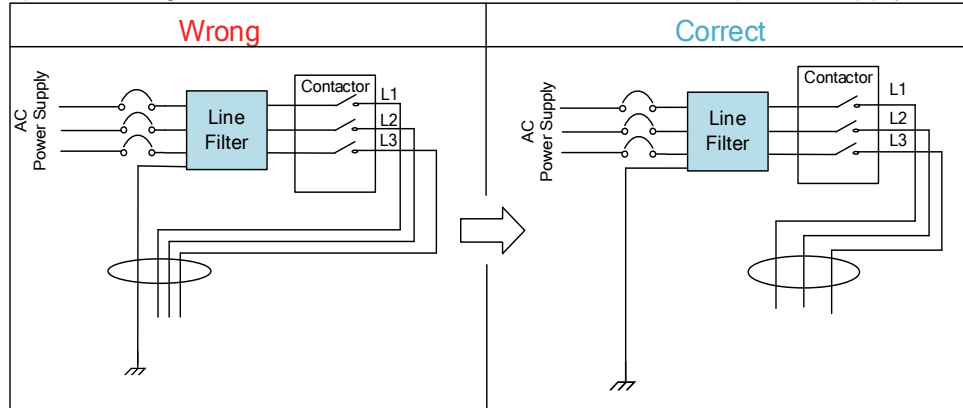 Wrong
Correct
AC
Power Supply
Line
Filter
Contactor
L1
L2
L3
AC
Power Supply
Line
Filter
Contactor
L1
L2
L3